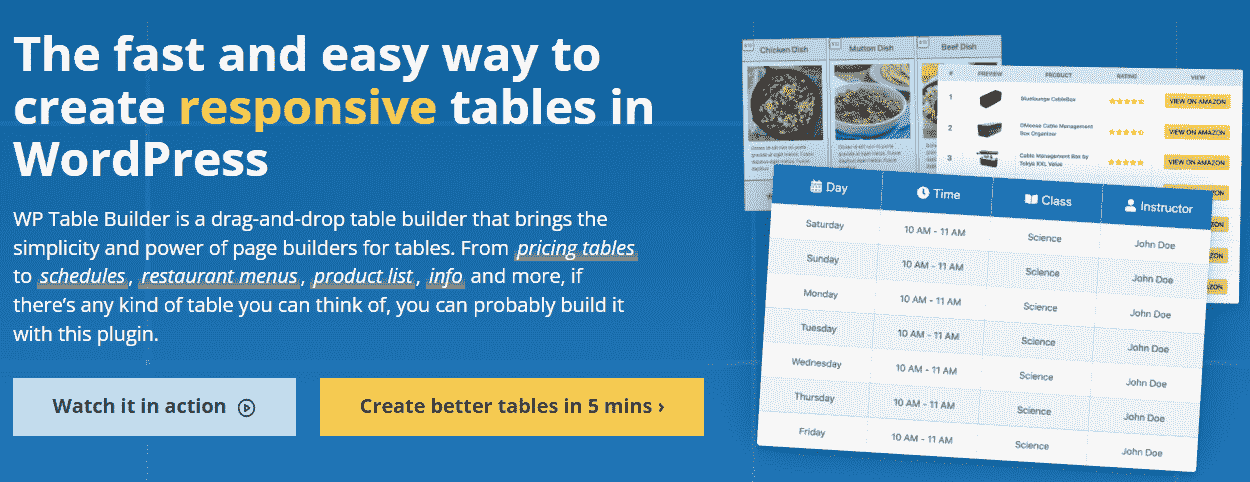 The fast and easy way to
create responsive tables in
WordPress
WP Table Builder is a drag-and-drop table builder that brings the
simplicity and power of page builders for tables. From pricing tables
to schedules, restaurant menus, product list, info and more, if
there's any kind of table you can think of, you can probably build it
with this plugin.
Watch it in action
Create better tables in 5 mins ›
Chicken Dish Mutton Dish Beef Dish
# PREVIEW PRODUCT RATING VIEW
1 Bluelounge CableBox VIEW ON AMAZON
2 DMoose Cable Management
Box Organizer VIEW ON AMAZON
3 Cable Management Box by
Tokye XXL Value VIEW ON AMAZON
Day Time Class Instructor
Saturday 10 AM - 11 AM Science John Doe
Sunday 10 AM - 11 AM Science John Doe
Monday 10 AM - 11 AM Science John Doe
Tuesday 10 AM - 11 AM Science John Doe
Wednesday 10 AM - 11 AM Science John Doe
Thursday 10 AM - 11 AM Science John Doe
Friday 10 AM - 11 AM Science John Doe